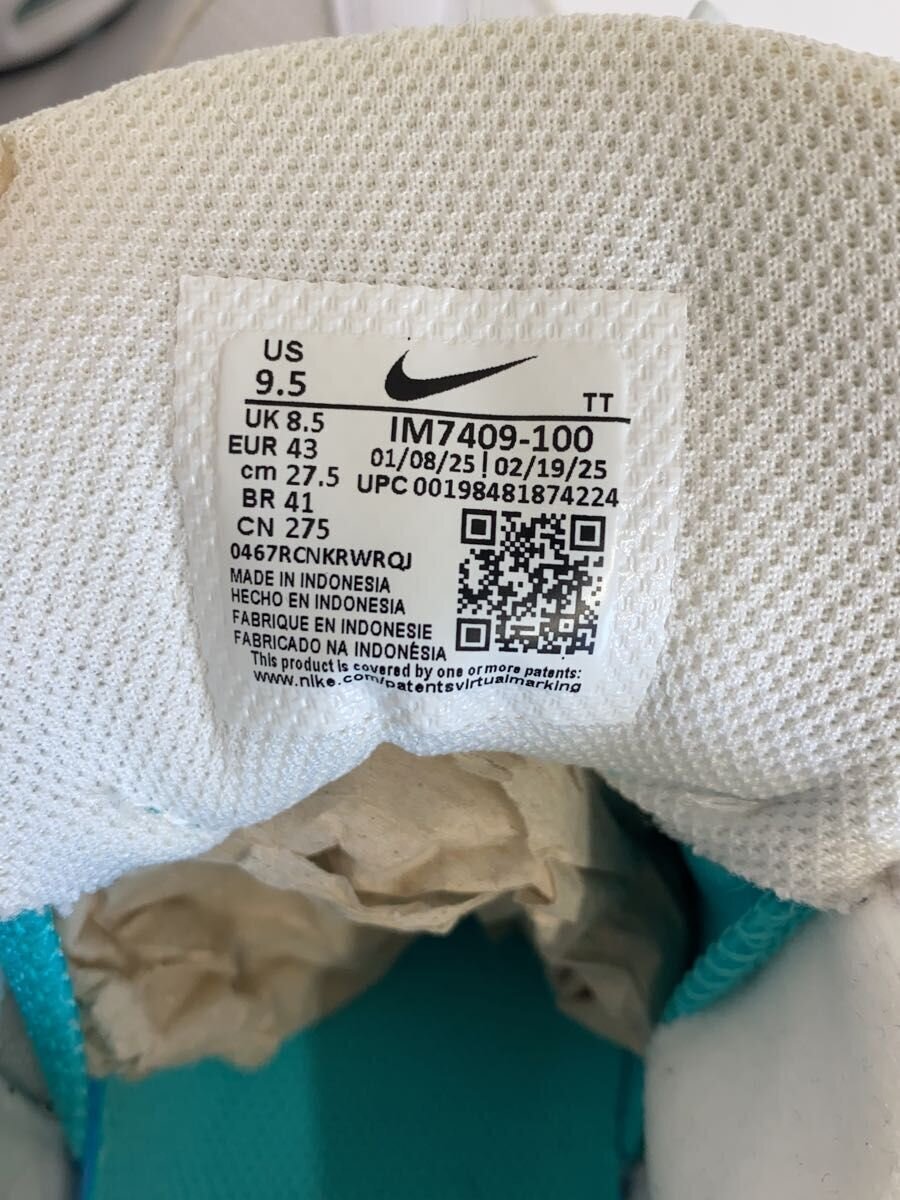 US
9.5
TT
UK 8.5
EUR 43
cm 27.5
BR 41
CN 275
IM7409-100
01/08/25 | 02/19/25
UPC 00198481874224
0467RCNKRWRQJ
MADE IN INDONESIA
HECHO EN INDONESIA
FABRIQUE EN INDONESIE
FABRICADO NA INDONÉSIA
This product is covered by one or more patents:
www.nike.com/patentsvirtualmarking